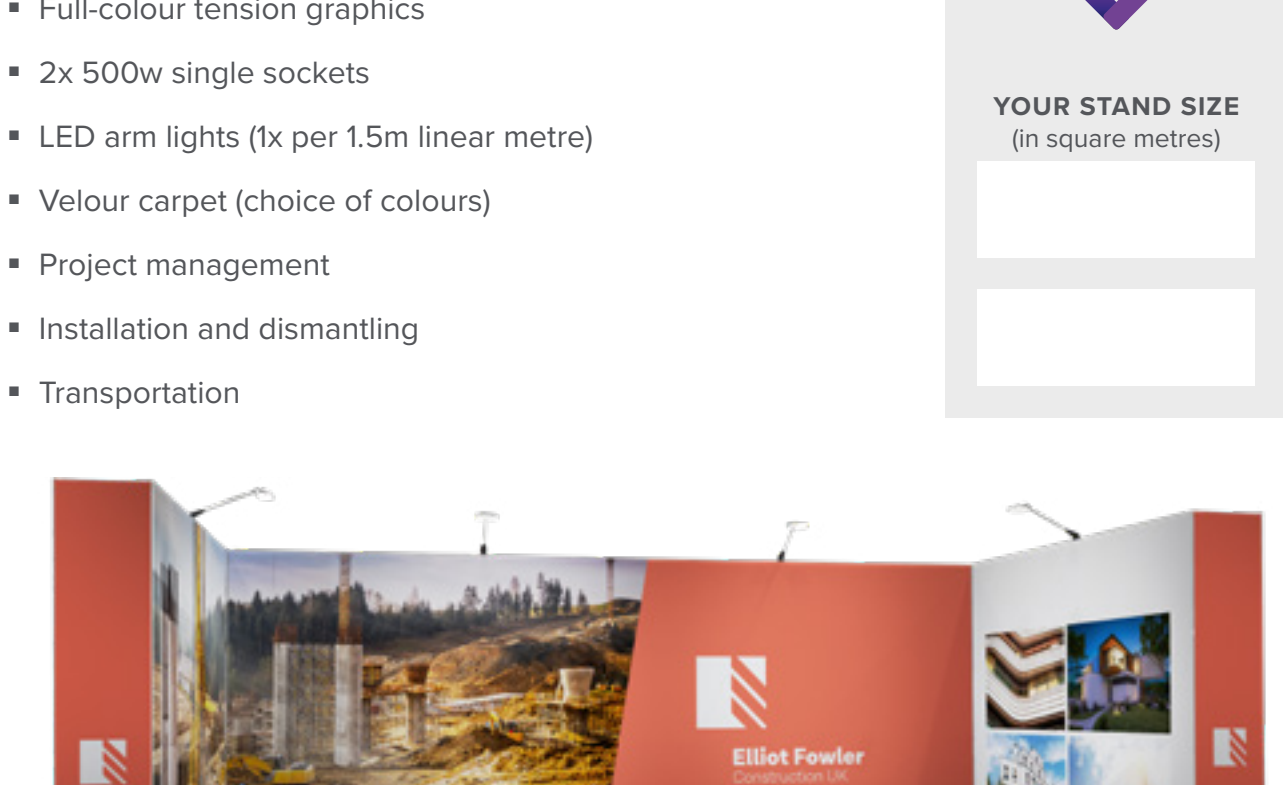 ▪ Full-colour tension graphics
▪ 2x 500w single sockets
▪ LED arm lights (1x per 1.5m linear metre)
▪ Velour carpet (choice of colours)
▪ Project management
▪ Installation and dismantling
▪ Transportation
YOUR STAND SIZE
(in square metres)
Elliot Fowler
Construction UK